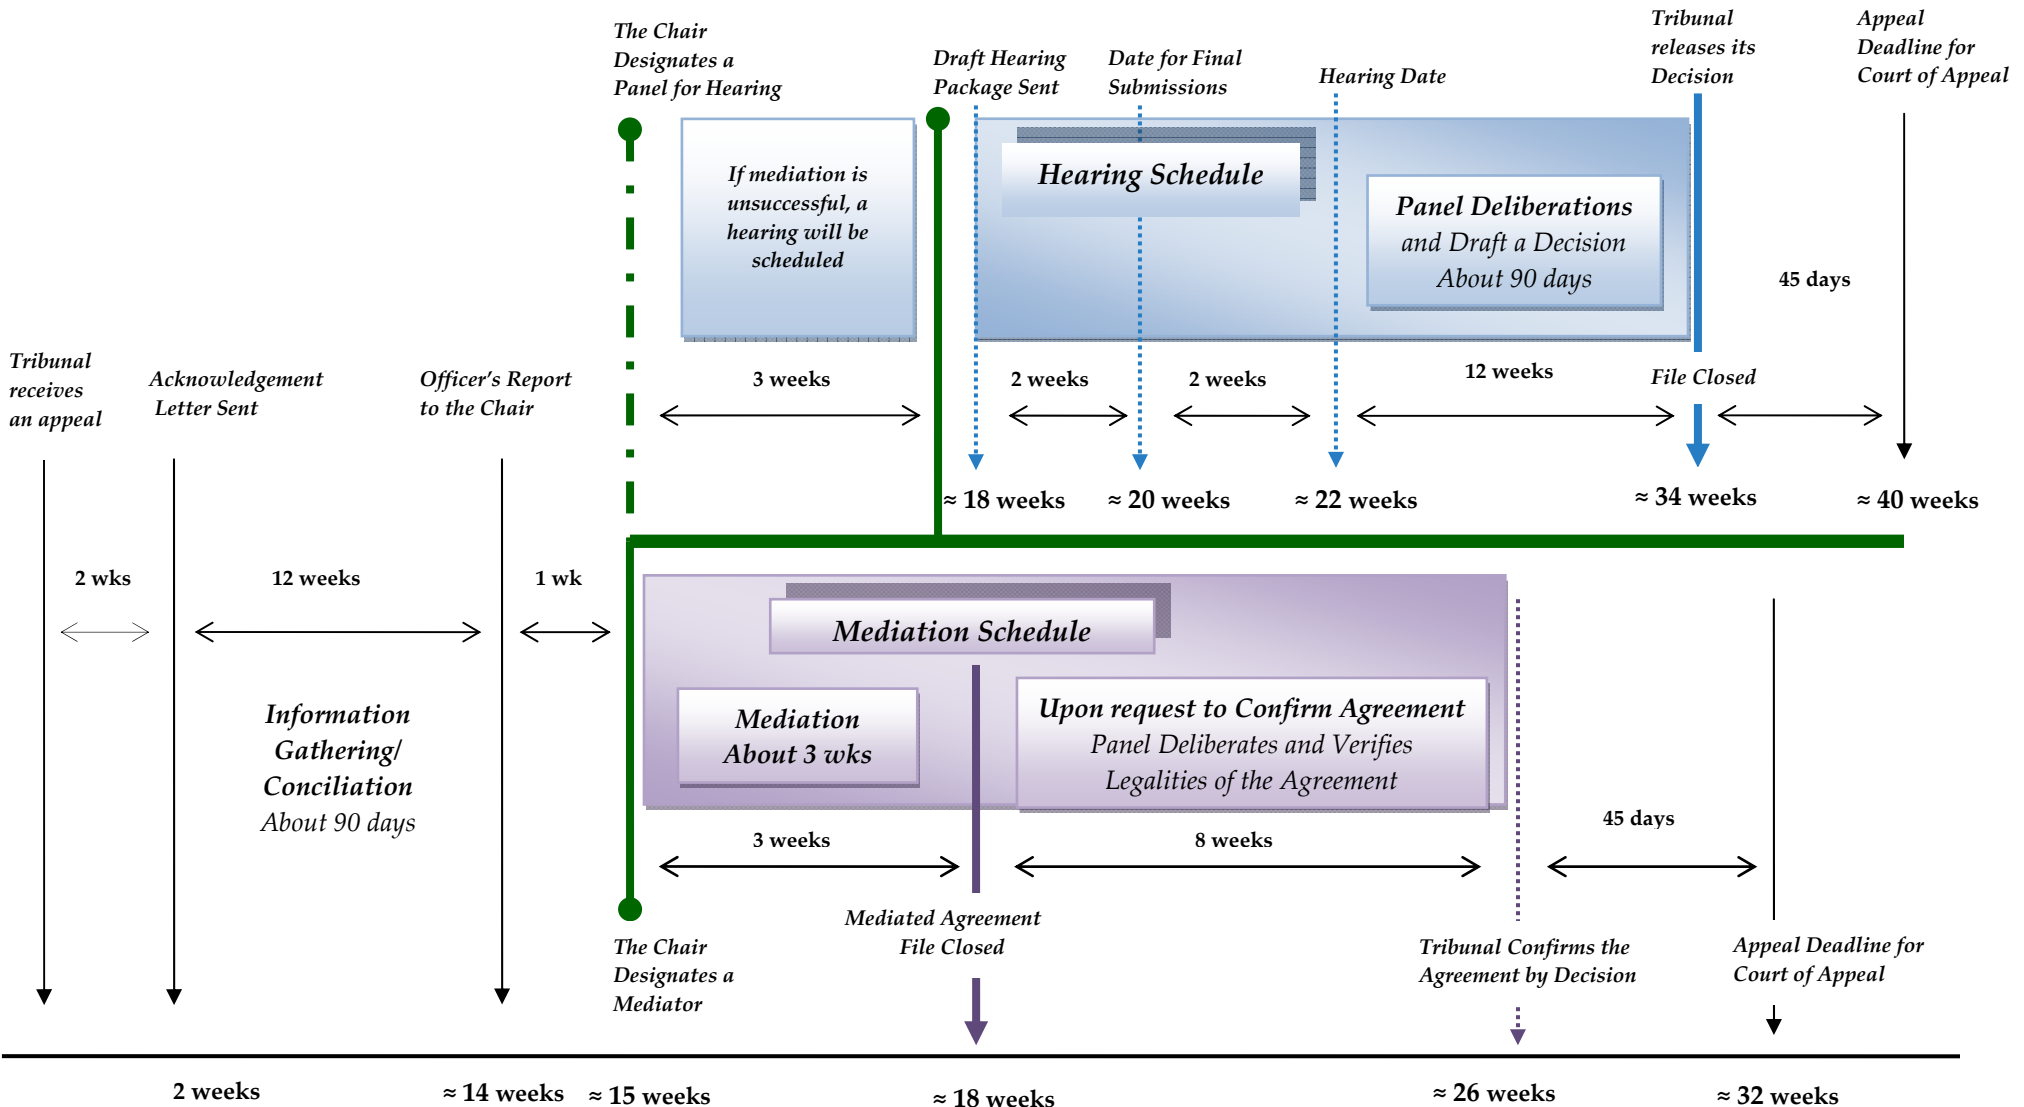 The Chair
Designates a
Panel for Hearing
Draft Hearing
Package Sent
Date for Final
Submissions
Hearing Date
Tribunal
releases its
Decision
Appeal
Deadline for
Court of Appeal
If mediation is
unsuccessful, a
hearing will be
scheduled
Hearing Schedule
Panel Deliberations
and Draft a Decision
About 90 days
45 days
Tribunal
receives
an appeal
Acknowledgement
Letter Sent
Officer's Report
to the Chair
3 weeks
2 weeks
2 weeks
12 weeks
File Closed
≈ 18 weeks
≈ 20 weeks
≈ 22 weeks
≈ 34 weeks
≈ 40 weeks
2 wks
12 weeks
1 wk
Mediation Schedule
Information
Gathering/
Conciliation
About 90 days
Mediation
About 3 wks
Upon request to Confirm Agreement
Panel Deliberates and Verifies
Legalities of the Agreement
3 weeks
8 weeks
45 days
The Chair
Designates a
Mediator
Mediated Agreement
File Closed
Tribunal Confirms the
Agreement by Decision
Appeal Deadline for
Court of Appeal
2 weeks
≈ 14 weeks
≈ 15 weeks
≈ 18 weeks
≈ 26 weeks
≈ 32 weeks